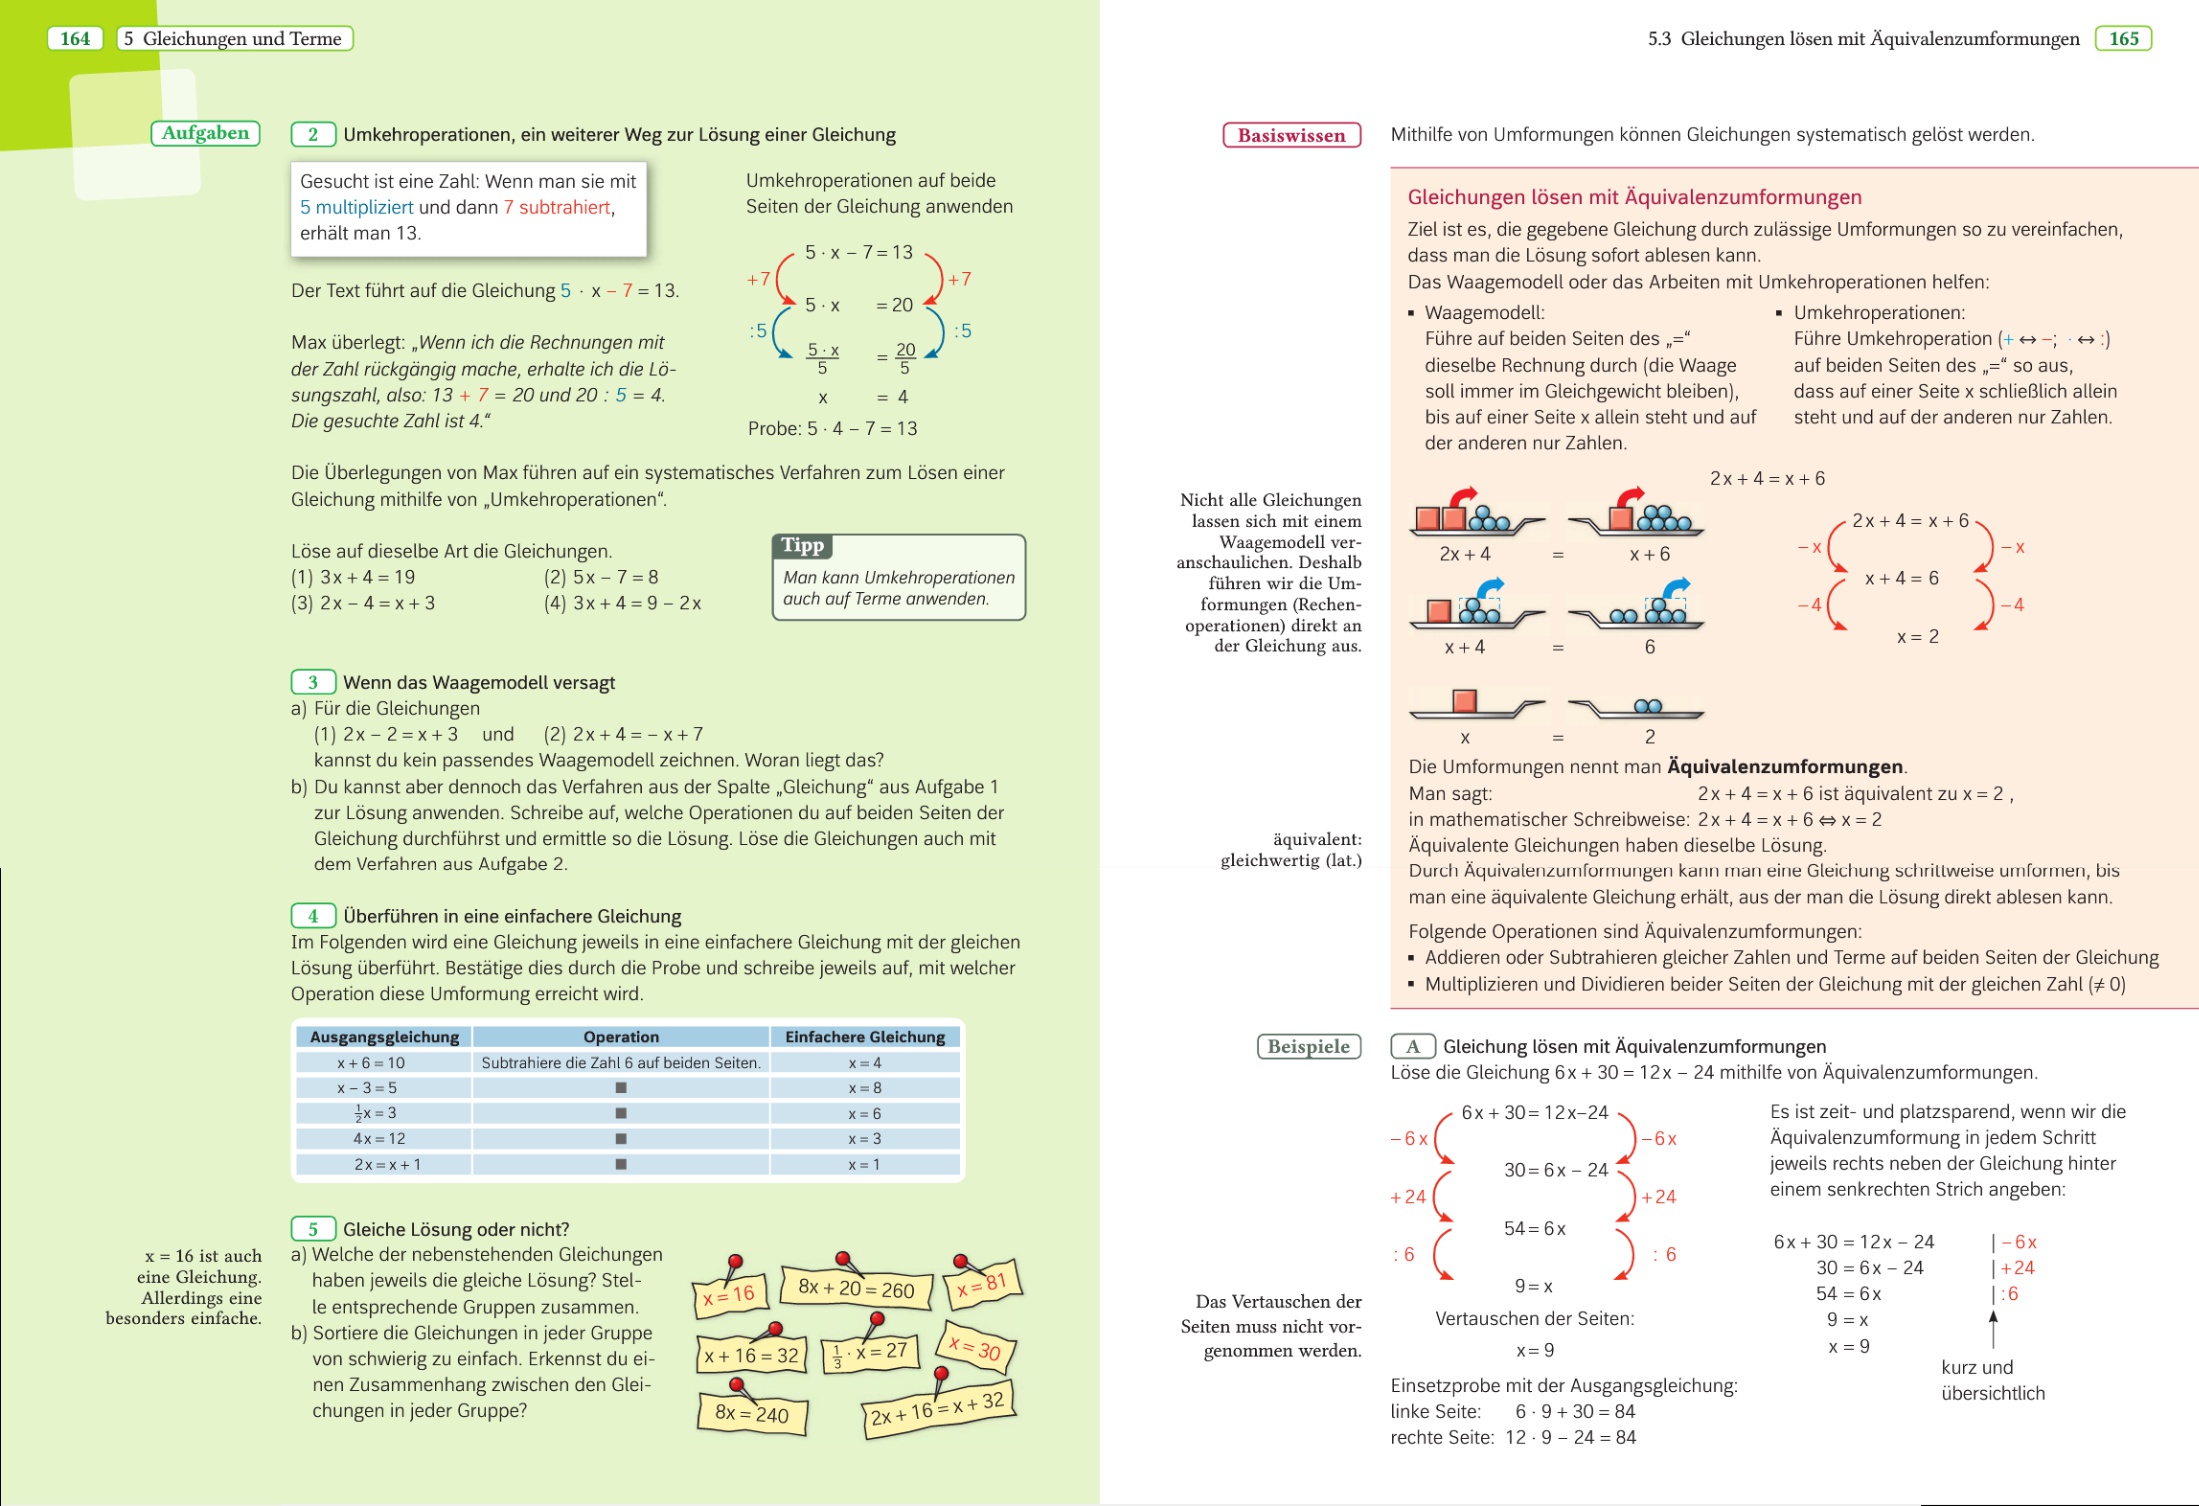 164
5 Gleichungen und Terme
Aufgaben
2 Umkehroperationen, ein weiterer Weg zur Lösung einer Gleichung
Gesucht ist eine Zahl: Wenn man sie mit
5 multipliziert und dann 7 subtrahiert,
erhält man 13.
Der Text führt auf die Gleichung 5 · x – 7 = 13.
Max überlegt: „Wenn ich die Rechnungen mit
der Zahl rückgängig mache, erhalte ich die Lö-
sungszahl, also: 13 + 7 = 20 und 20 : 5 = 4.
Die gesuchte Zahl ist 4.“
Umkehroperationen auf beide
Seiten der Gleichung anwenden
5 · x – 7 = 13
+7 +7
5 · x = 20
:5 :5
5 · x/5 = 20/5
x = 4
Probe: 5 · 4 – 7 = 13
Die Überlegungen von Max führen auf ein systematisches Verfahren zum Lösen einer
Gleichung mithilfe von „Umkehroperationen“.
Löse auf dieselbe Art die Gleichungen.
(1) 3x + 4 = 19 (2) 5x – 7 = 8
(3) 2x – 4 = x + 3 (4) 3x + 4 = 9 – 2x
Tipp
Man kann Umkehroperationen
auch auf Terme anwenden.
3 Wenn das Waagemodell versagt
a) Für die Gleichungen
(1) 2x – 2 = x + 3 und (2) 2x + 4 = – x + 7
kannst du kein passendes Waagemodell zeichnen. Woran liegt das?
b) Du kannst aber dennoch das Verfahren aus der Spalte „Gleichung“ aus Aufgabe 1
zur Lösung anwenden. Schreibe auf, welche Operationen du auf beiden Seiten der
Gleichung durchführst und ermittle so die Lösung. Löse die Gleichungen auch mit
dem Verfahren aus Aufgabe 2.
4 Überführen in eine einfachere Gleichung
Im Folgenden wird eine Gleichung jeweils in eine einfachere Gleichung mit der gleichen
Lösung überführt. Bestätige dies durch die Probe und schreibe jeweils auf, mit welcher
Operation diese Umformung erreicht wird.
Ausgangsgleichung Operation Einfachere Gleichung
x + 6 = 10 Subtrahiere die Zahl 6 auf beiden Seiten. x = 4
x – 3 = 5 ■ x = 8
½x = 3 ■ x = 6
4x = 12 ■ x = 3
2x = x + 1 ■ x = 1
x = 16 ist auch
eine Gleichung.
Allerdings eine
besonders einfache.
5 Gleiche Lösung oder nicht?
a) Welche der nebenstehenden Gleichungen
haben jeweils die gleiche Lösung? Stel-
le entsprechende Gruppen zusammen.
b) Sortiere die Gleichungen in jeder Gruppe
von schwierig zu einfach. Erkennst du ei-
nen Zusammenhang zwischen den Glei-
chungen in jeder Gruppe?
x = 16
8x + 20 = 260
x = 81
x + 16 = 32
⅓ · x = 27
x = 30
8x = 240
2x + 16 = x + 32
5.3 Gleichungen lösen mit Äquivalenzumformungen
165
Basiswissen
Mithilfe von Umformungen können Gleichungen systematisch gelöst werden.
Gleichungen lösen mit Äquivalenzumformungen
Ziel ist es, die gegebene Gleichung durch zulässige Umformungen so zu vereinfachen,
dass man die Lösung sofort ablesen kann.
Das Waagemodell oder das Arbeiten mit Umkehroperationen helfen:
▪ Waagemodell:
Führe auf beiden Seiten des „=“
dieselbe Rechnung durch (die Waage
soll immer im Gleichgewicht bleiben),
bis auf einer Seite x allein steht und auf
der anderen nur Zahlen.
▪ Umkehroperationen:
Führe Umkehroperation (+ ↔ –; · ↔ :)
auf beiden Seiten des „=“ so aus,
dass auf einer Seite x schließlich allein
steht und auf der anderen nur Zahlen.
Nicht alle Gleichungen
lassen sich mit einem
Waagemodell ver-
anschaulichen. Deshalb
führen wir die Um-
formungen (Rechen-
operationen) direkt an
der Gleichung aus.
2x + 4 = x + 6
2x + 4 = x + 6
x + 4 = 6
x = 2
2x + 4 = x + 6
– x – x
x + 4 = 6
– 4 – 4
x = 2
Die Umformungen nennt man Äquivalenzumformungen.
Man sagt: 2x + 4 = x + 6 ist äquivalent zu x = 2 ,
in mathematischer Schreibweise: 2x + 4 = x + 6 ⇔ x = 2
Äquivalente Gleichungen haben dieselbe Lösung.
Durch Äquivalenzumformungen kann man eine Gleichung schrittweise umformen, bis
man eine äquivalente Gleichung erhält, aus der man die Lösung direkt ablesen kann.
äquivalent:
gleichwertig (lat.)
Folgende Operationen sind Äquivalenzumformungen:
▪ Addieren oder Subtrahieren gleicher Zahlen und Terme auf beiden Seiten der Gleichung
▪ Multiplizieren und Dividieren beider Seiten der Gleichung mit der gleichen Zahl (≠ 0)
Beispiele
A Gleichung lösen mit Äquivalenzumformungen
Löse die Gleichung 6x + 30 = 12x – 24 mithilfe von Äquivalenzumformungen.
6x + 30 = 12x–24
– 6x – 6x
30 = 6x – 24
+ 24 + 24
54 = 6x
: 6 : 6
9 = x
Vertauschen der Seiten:
x = 9
Das Vertauschen der
Seiten muss nicht vor-
genommen werden.
Einsetzprobe mit der Ausgangsgleichung:
linke Seite: 6 · 9 + 30 = 84
rechte Seite: 12 · 9 – 24 = 84
Es ist zeit- und platzsparend, wenn wir die
Äquivalenzumformung in jedem Schritt
jeweils rechts neben der Gleichung hinter
einem senkrechten Strich angeben:
6x + 30 = 12x – 24 | – 6x
30 = 6x – 24 | + 24
54 = 6x | : 6
9 = x
x = 9
kurz und
übersichtlich